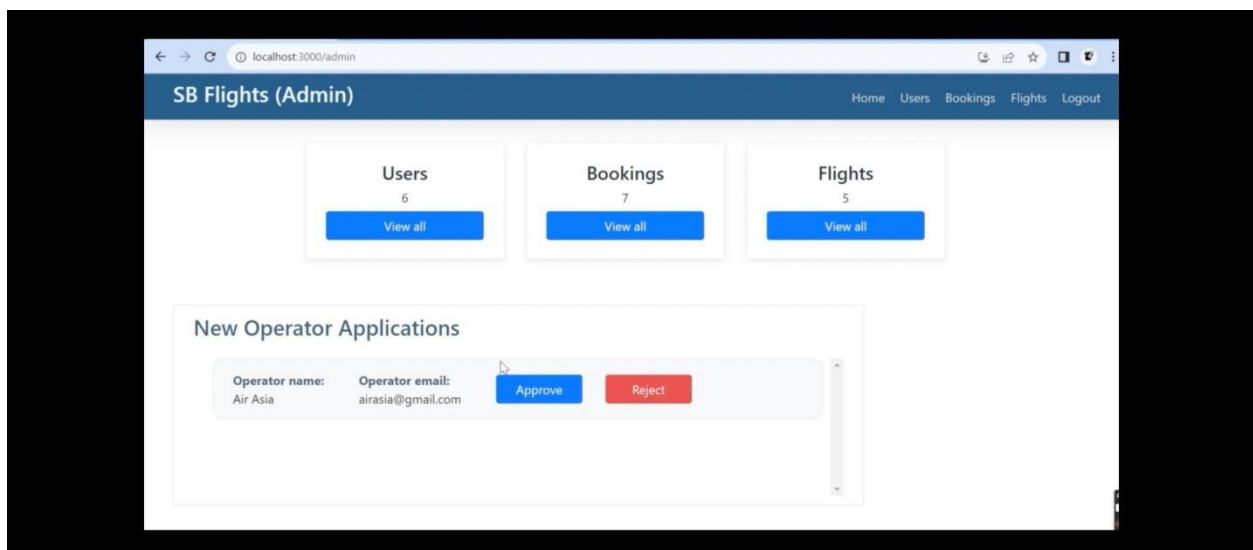 localhost:3000/admin
SB Flights (Admin)
Home Users Bookings Flights Logout
Users
6
View all
Bookings
7
View all
Flights
5
View all
New Operator Applications
Operator name:
Air Asia
Operator email:
airasia@gmail.com
Approve
Reject